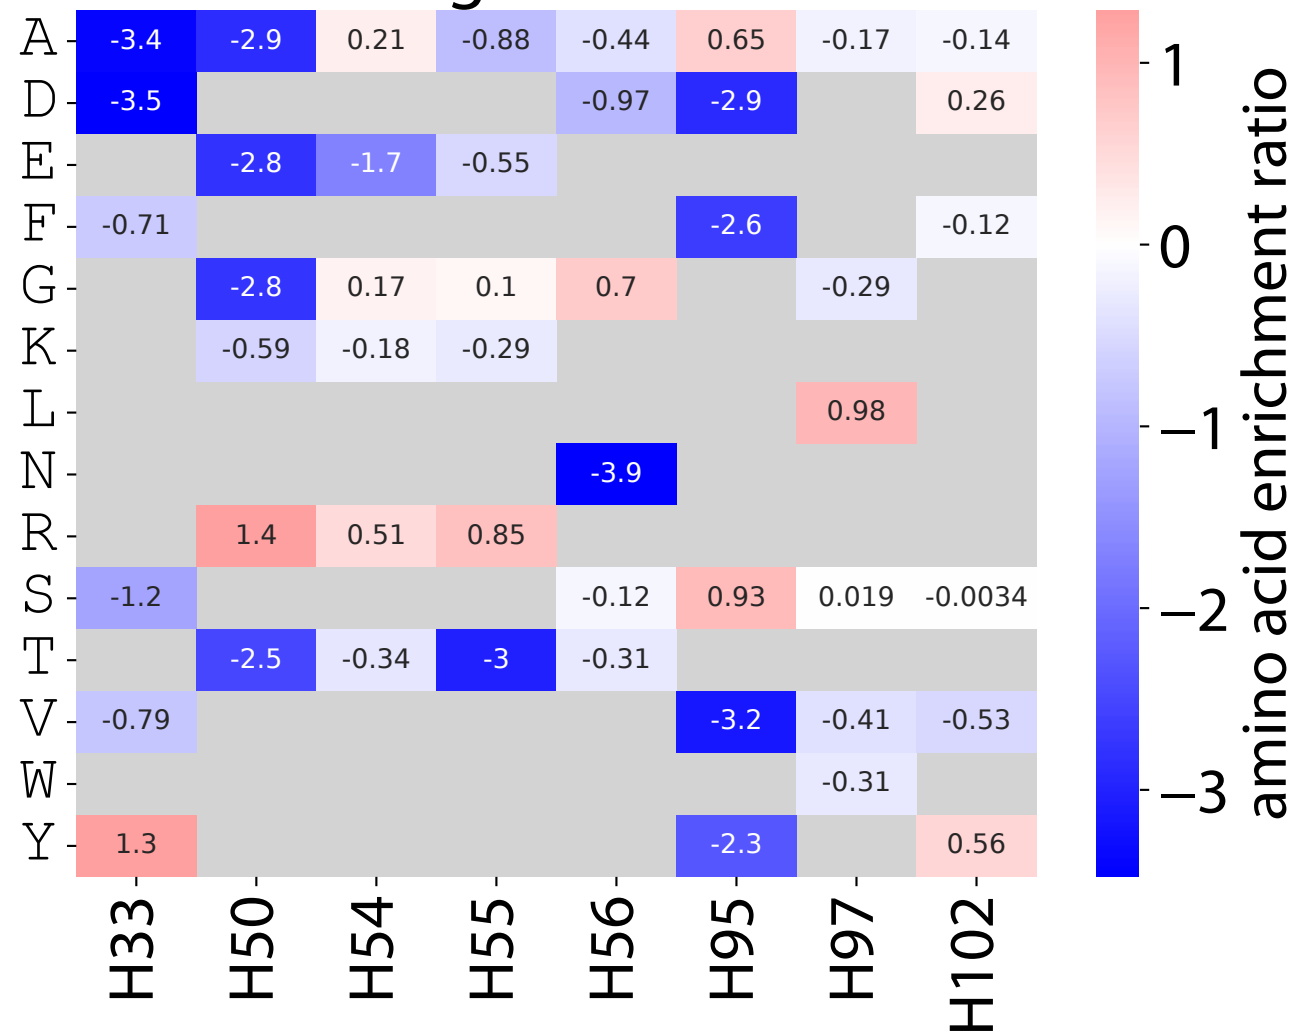 g
A -3.4 -2.9 0.21 -0.88 -0.44 0.65 -0.17 -0.14
D -3.5 -0.97 -2.9 0.26
E -2.8 -1.7 -0.55
F -0.71 -2.6 -0.12
G -2.8 0.17 0.1 0.7 -0.29
K -0.59 -0.18 -0.29
L 0.98
N -3.9
R 1.4 0.51 0.85
S -1.2 -0.12 0.93 0.019 -0.0034
T -2.5 -0.34 -3 -0.31
V -0.79 -3.2 -0.41 -0.53
W -0.31
Y 1.3 -2.3 0.56
H33 H50 H54 H55 H56 H95 H97 H102
1
0
−1
−2
−3
amino acid enrichment ratio